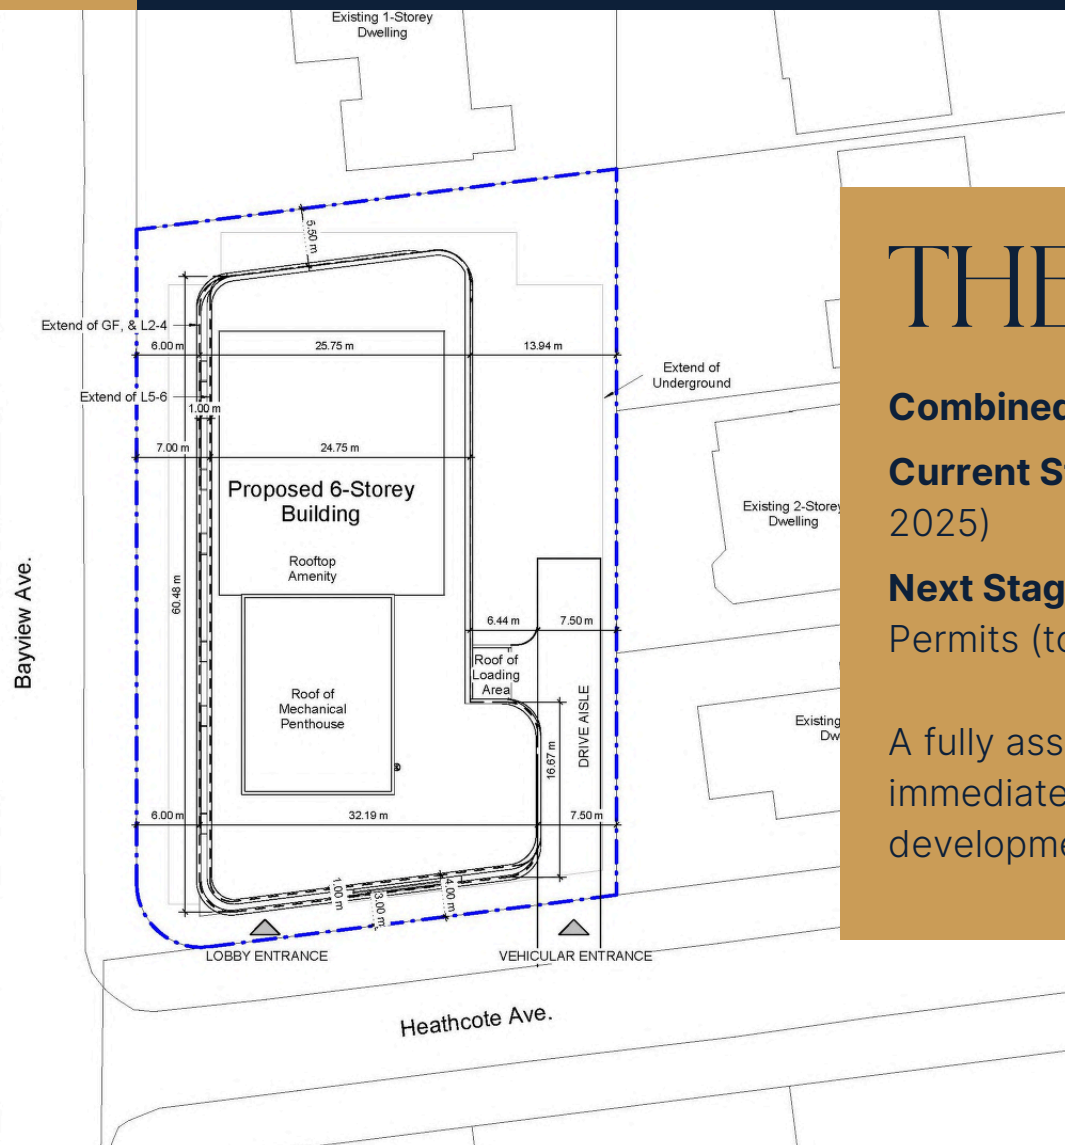 Existing 1-Storey
Dwelling
5.50 m
Extend of GF, & L2-4
6.00 m
25.75 m
13.94 m
Extend of
Underground
Extend of L5-6
1.00 m
7.00 m
24.75 m
Proposed 6-Storey
Building
Rooftop
Amenity
Existing 2-Storey
Dwelling
Bayview Ave.
60.48 m
6.44 m
7.50 m
Roof of
Loading
Area
Roof of
Mechanical
Penthouse
DRIVE AISLE
16.67 m
Existing
Dw
6.00 m
32.19 m
7.50 m
1.00 m
3.00 m
4.00 m
LOBBY ENTRANCE
VEHICULAR ENTRANCE
Heathcote Ave.
THE
Combined
Current St
2025)
Next Stag
Permits (to
A fully ass
immediate
developme